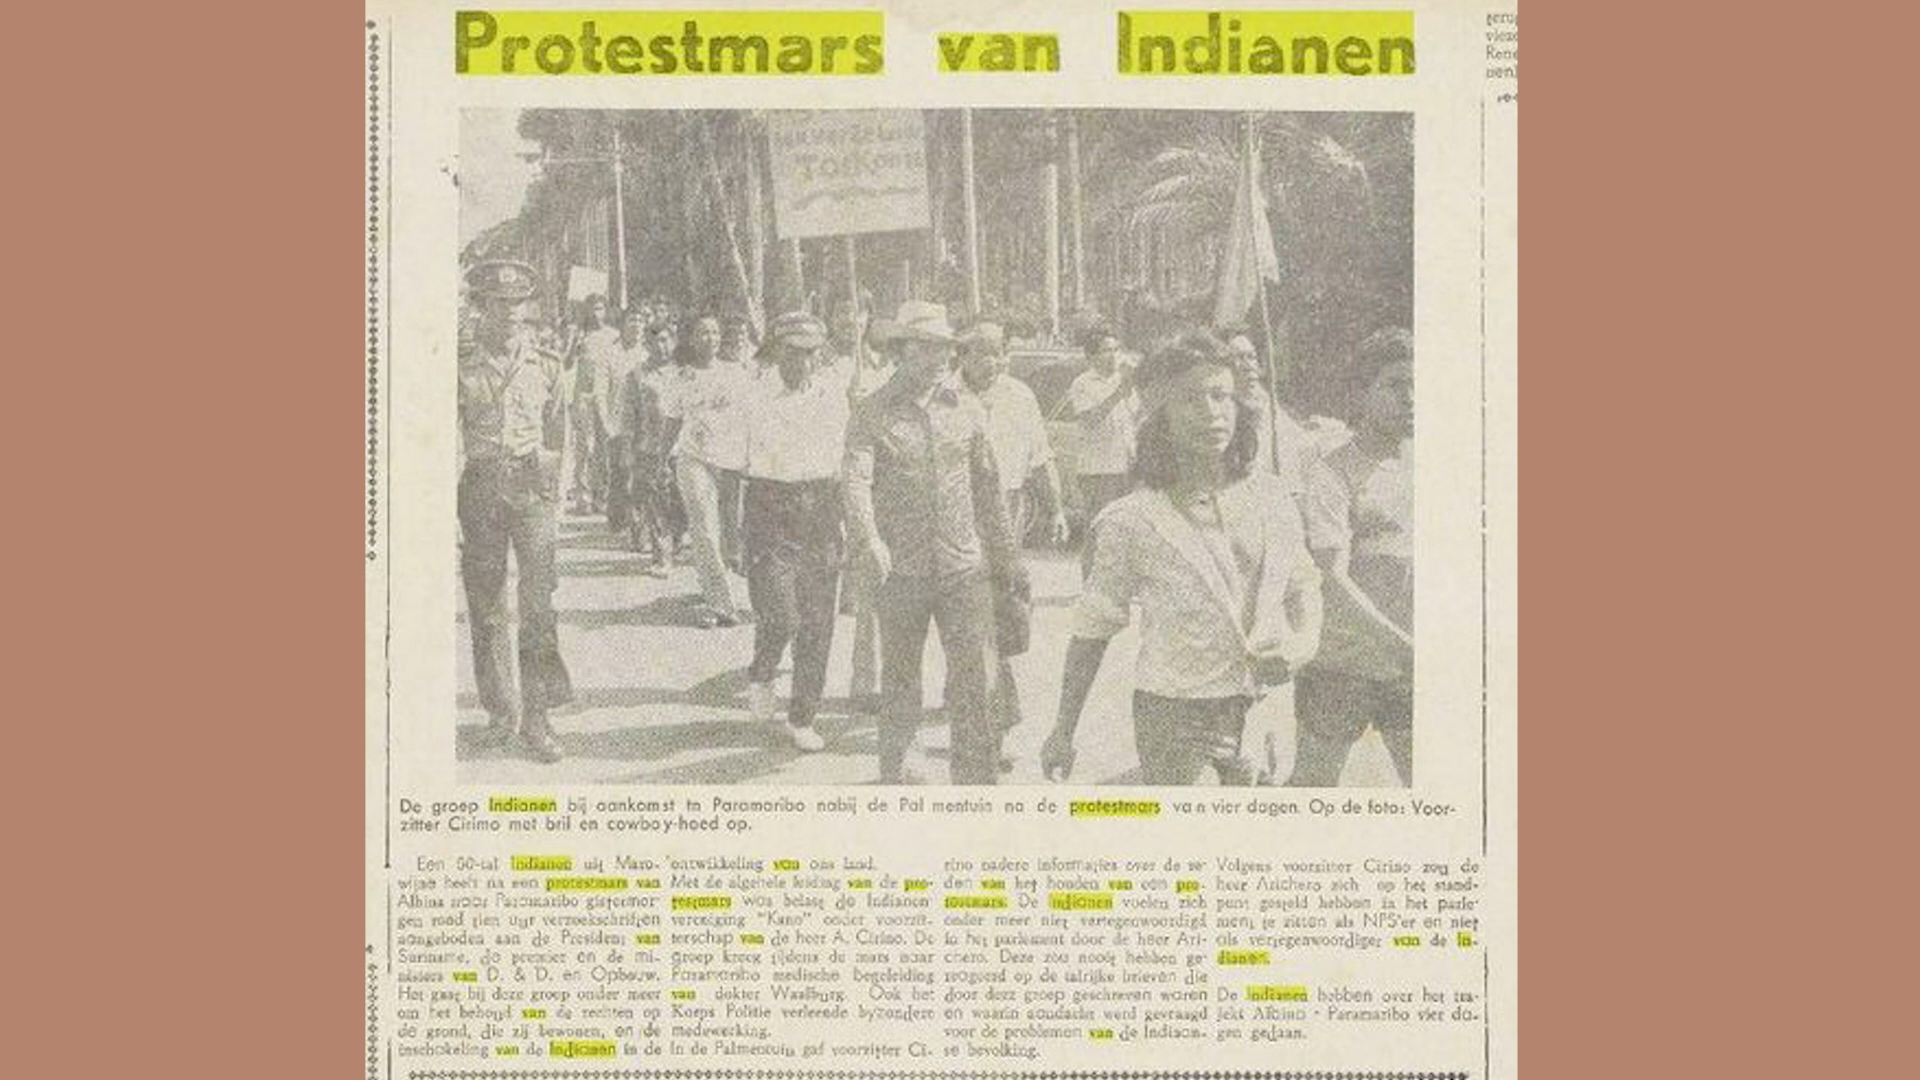 Protestmars van Indianen
De groep Indianen bij aankomst in Paramaribo nabij de Palmentuin na de protestmars van vier dagen. Op de foto: Voor-
zitter Cirimo met bril en cowboy-hoed op.
Een 50-tal Indianen uit Maro-
wijne heeft na een protestmars van
Albina naar Paramaribo gistermor-
gen rond tien uur verzoekschriften
aangeboden aan de President van
Suriname, de premier en de mi-
nisters van D. & D. en Opbouw.
Het gaat bij deze groep onder meer
om het behoud van de rechten op
de grond, die zij bewonen, en de
inschakeling van de Indianen in de
ontwikkeling van ons land.
Met de algehele leiding van de pro-
testmars was belast de Indianen
vereniging "Kano" onder voorzit-
terschap van de heer A. Cirino. De
groep kreeg tijdens de mars naar
Paramaribo medische begeleiding
van dokter Waalburg. Ook het
Korps Politie verleende byzondere
medewerking.
In de Palmentuin gaf voorzitter Ci-
rino nadere informaties over de re-
den van het houden van een pro-
testmars. De Indianen voelen zich
onder meer niet vertegenwoordigd
in het parlement door de heer Ari-
chero. Deze zou nooit hebben ge-
reageerd op de talrijke brieven die
door deze groep geschreven waren
en waarin aandacht werd gevraagd
voor de problemen van de Indiaan-
se bevolking.
Volgens voorzitter Cirino zou de
heer Arichero zich op het stand-
punt gesteld hebben in het parle-
ment te zitten als NPS'er en niet
als vertegenwoordiger van de In-
dianen.
De Indianen hebben over het tra-
jekt Albina - Paramaribo vier da-
gen gedaan.